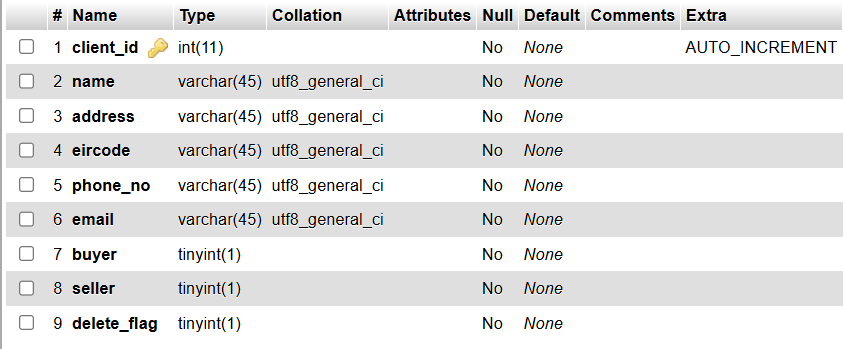 # Name Type Collation Attributes Null Default Comments Extra
1 client_id int(11) No None AUTO_INCREMENT
2 name varchar(45) utf8_general_ci No None
3 address varchar(45) utf8_general_ci No None
4 eircode varchar(45) utf8_general_ci No None
5 phone_no varchar(45) utf8_general_ci No None
6 email varchar(45) utf8_general_ci No None
7 buyer tinyint(1) No None
8 seller tinyint(1) No None
9 delete_flag tinyint(1) No None